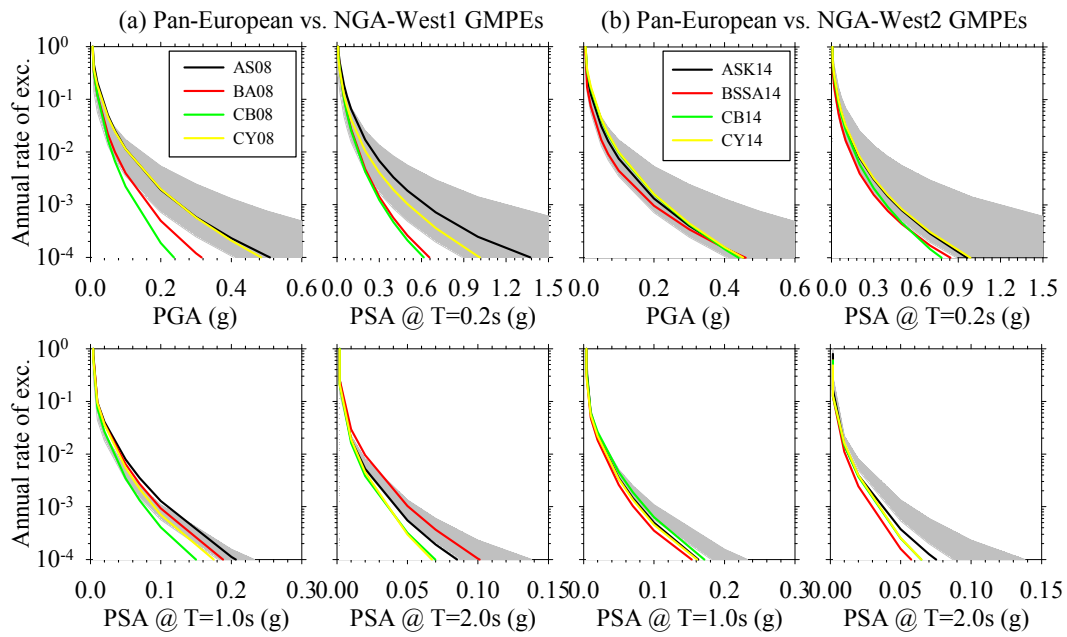 (a) Pan-European vs. NGA-West1 GMPEs
(b) Pan-European vs. NGA-West2 GMPEs
Annual rate of exc.
10⁰
10⁻¹
10⁻²
10⁻³
10⁻⁴
AS08
BA08
CB08
CY08
ASK14
BSSA14
CB14
CY14
0.0 0.2 0.4 0.6
0.0 0.3 0.6 0.9 1.2 1.5
0.0 0.2 0.4 0.6
0.0 0.3 0.6 0.9 1.2 1.5
PGA (g)
PSA @ T=0.2s (g)
PGA (g)
PSA @ T=0.2s (g)
Annual rate of exc.
10⁰
10⁻¹
10⁻²
10⁻³
10⁻⁴
0.0 0.1 0.2 0.3
0.00 0.05 0.10 0.15
0.0 0.1 0.2 0.3
0.00 0.05 0.10 0.15
PSA @ T=1.0s (g)
PSA @ T=2.0s (g)
PSA @ T=1.0s (g)
PSA @ T=2.0s (g)